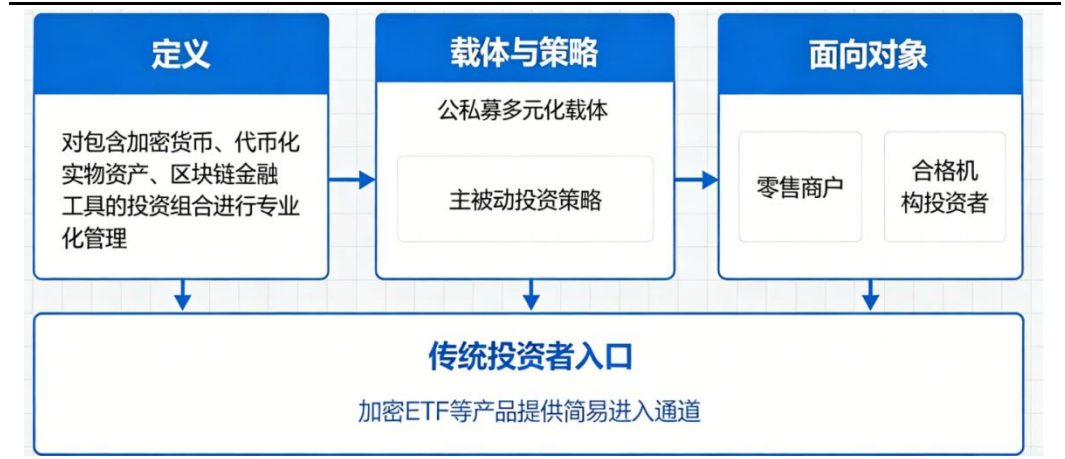 定义
对包含加密货币、代币化
实物资产、区块链金融
工具的投资组合进行专业
化管理
载体与策略
公私募多元化载体
主被动投资策略
面向对象
零售商户
合格机
构投资者
传统投资者入口
加密ETF等产品提供简易进入通道